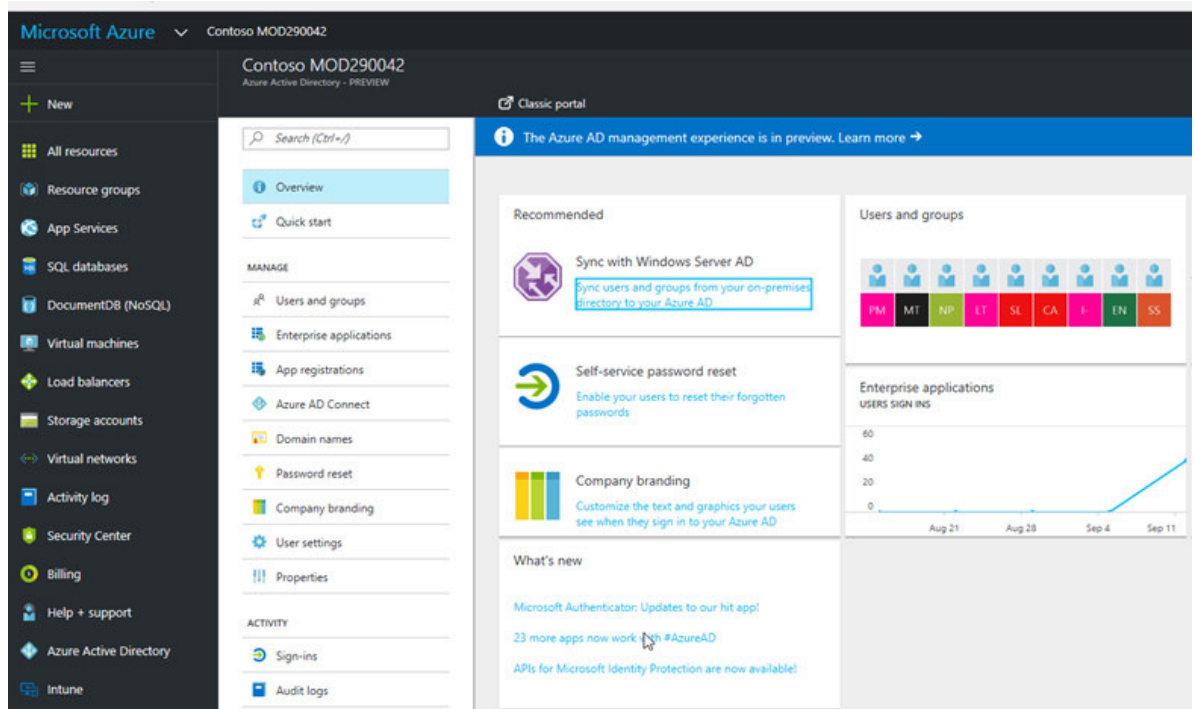 Microsoft Azure
Contoso MOD290042
Contoso MOD290042
Azure Active Directory - PREVIEW
New
All resources
Resource groups
App Services
SQL databases
DocumentDB (NoSQL)
Virtual machines
Load balancers
Storage accounts
Virtual networks
Activity log
Security Center
Billing
Help + support
Azure Active Directory
Intune
Search (Ctrl+/)
Overview
Quick start
MANAGE
Users and groups
Enterprise applications
App registrations
Azure AD Connect
Domain names
Password reset
Company branding
User settings
Properties
ACTIVITY
Sign-ins
Audit logs
Classic portal
The Azure AD management experience is in preview. Learn more →
Recommended
Sync with Windows Server AD
Sync users and groups from your on-premises
directory to your Azure AD
Self-service password reset
Enable your users to reset their forgotten
passwords
Company branding
Customize the text and graphics your users
see when they sign in to your Azure AD
What's new
Microsoft Authenticator: Updates to our hit app!
23 more apps now work with #AzureAD
APIs for Microsoft Identity Protection are now available!
Users and groups
PM MT NP LT SL CA I- EN SS
Enterprise applications
USERS SIGN INS
60
40
20
0
Aug 21 Aug 28 Sep 4 Sep 11